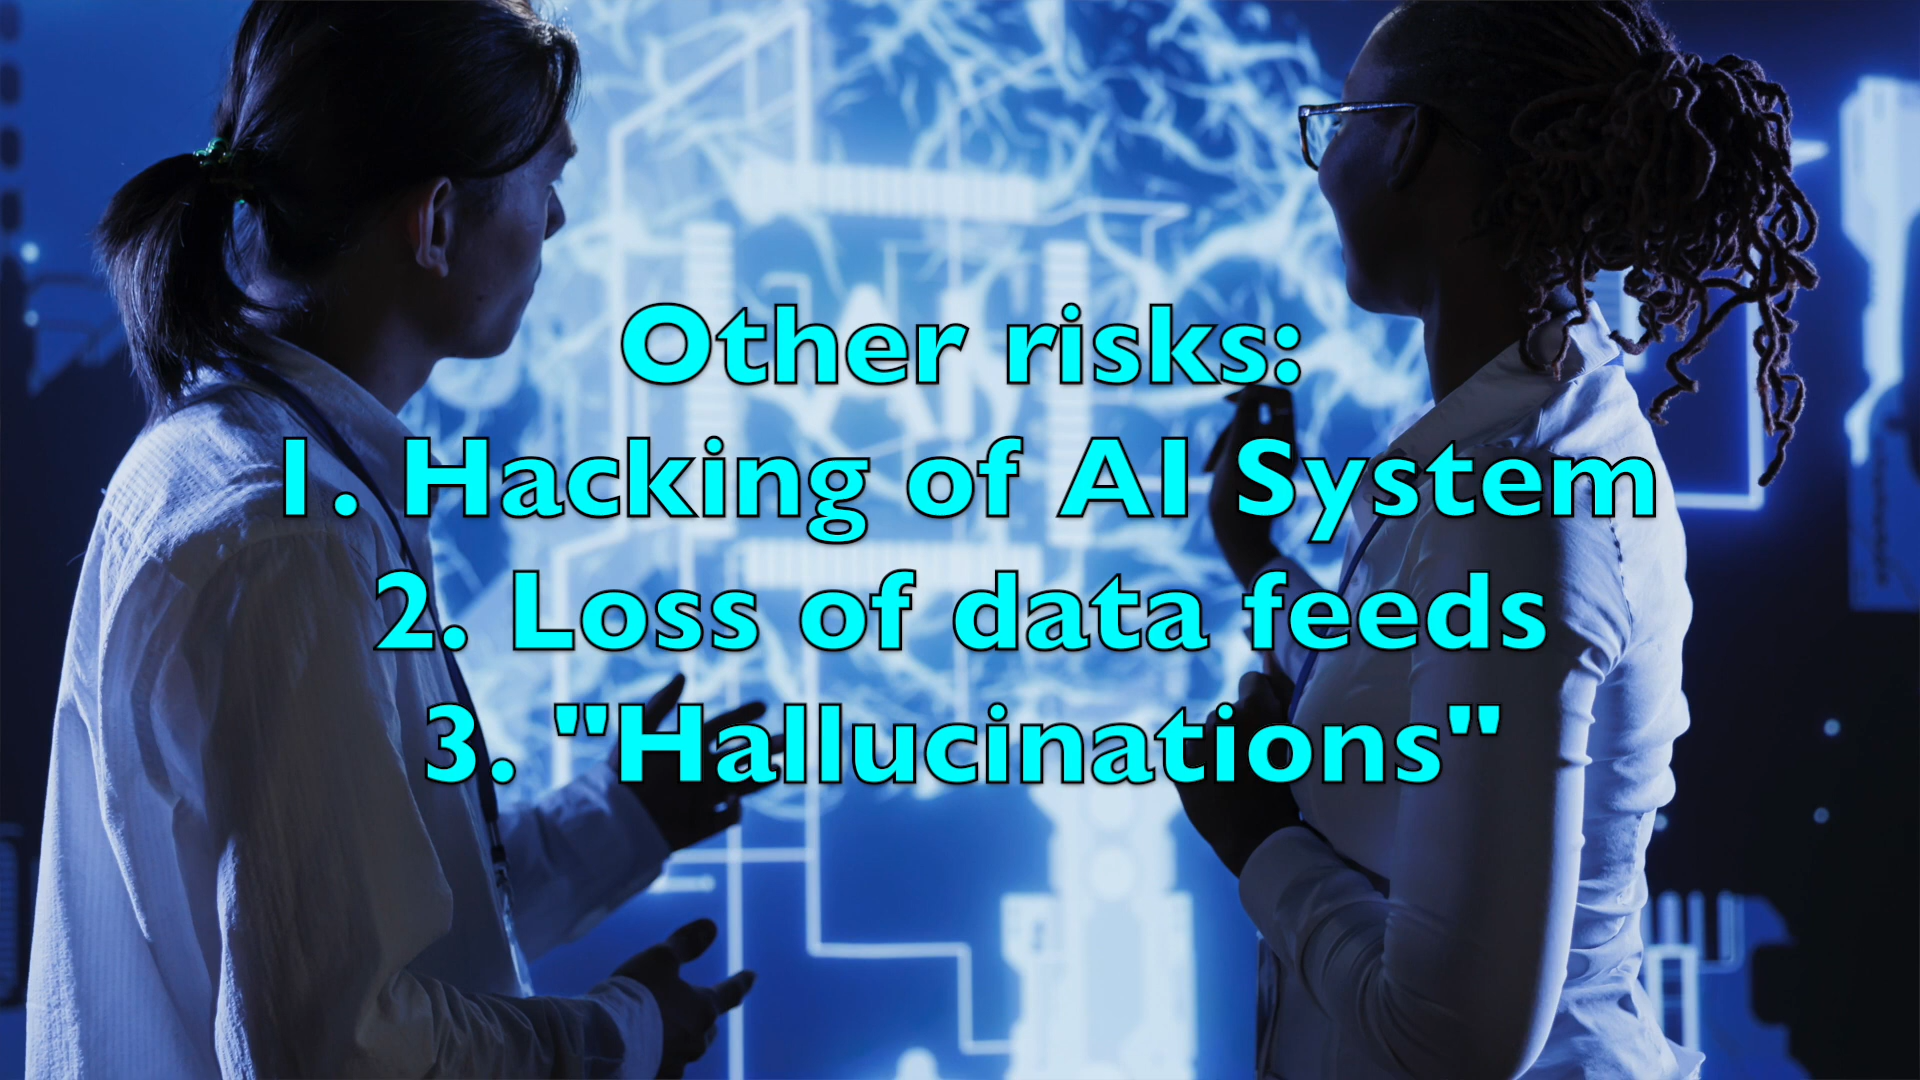 Other risks:
1. Hacking of AI System
2. Loss of data feeds
3. "Hallucinations"